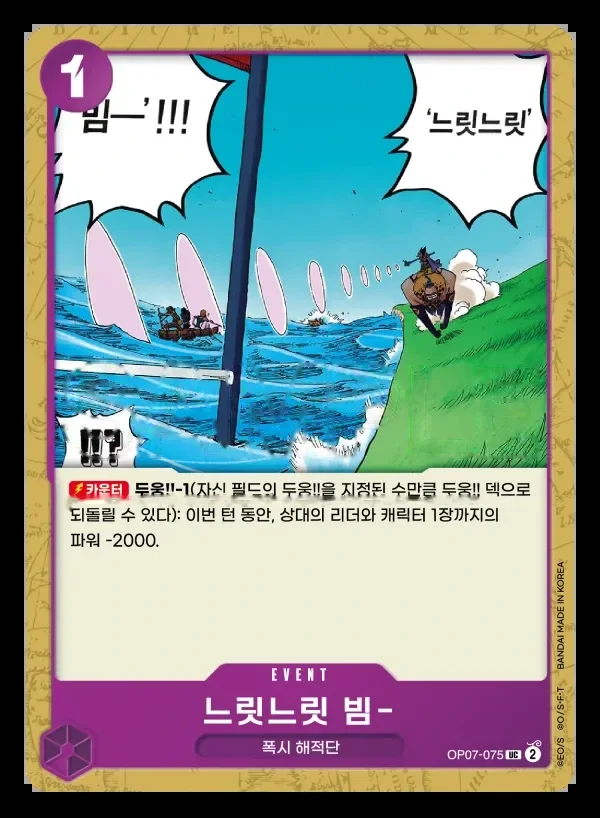 1
빔—’!!!
‘느릿느릿’
!!?
카운터 두웅!!-1(자신 필드의 두웅!!을 지정된 수만큼 두웅!! 덱으로
되돌릴 수 있다): 이번 턴 동안, 상대의 리더와 캐릭터 1장까지의
파워 -2000.
EVENT
느릿느릿 빔-
폭시 해적단
OP07-075 UC 2
©EO/S ©O/S·F·T BANDAI MADE IN KOREA